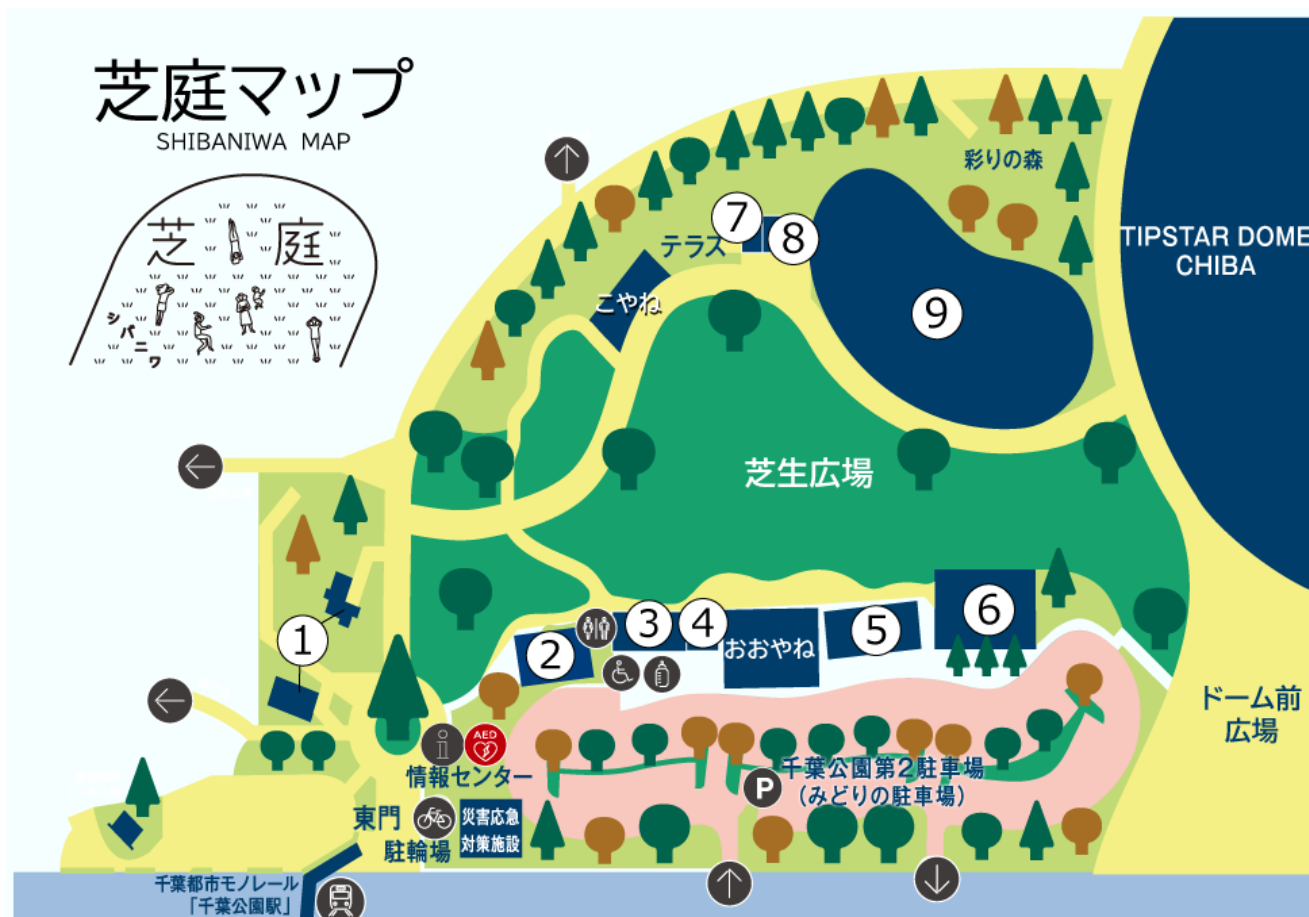 芝庭マップ
SHIBANIWA MAP
芝庭
シバニワ
彩りの森
TIPSTAR DOME
CHIBA
7
8
テラス
こやね
9
芝生広場
1
2
3
4
おおやね
5
6
ドーム前
広場
i
AED
情報センター
千葉公園第2駐車場
(みどりの駐車場)
P
東門
駐輪場
災害応急
対策施設
千葉都市モノレール
「千葉公園駅」